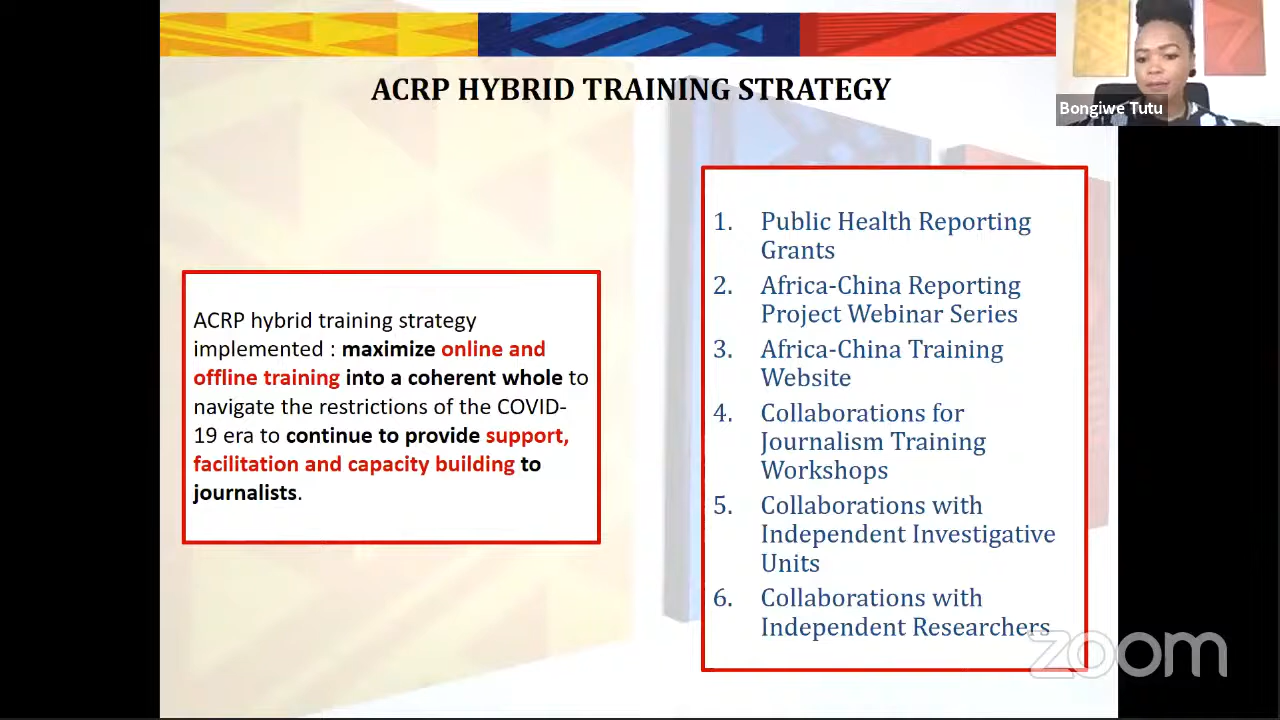 ACRP HYBRID TRAINING STRATEGY
Bongiwe Tutu
ACRP hybrid training strategy
implemented : maximize online and
offline training into a coherent whole to
navigate the restrictions of the COVID-
19 era to continue to provide support,
facilitation and capacity building to
journalists.
1. Public Health Reporting
Grants
2. Africa-China Reporting
Project Webinar Series
3. Africa-China Training
Website
4. Collaborations for
Journalism Training
Workshops
5. Collaborations with
Independent Investigative
Units
6. Collaborations with
Independent Researchers
zoom